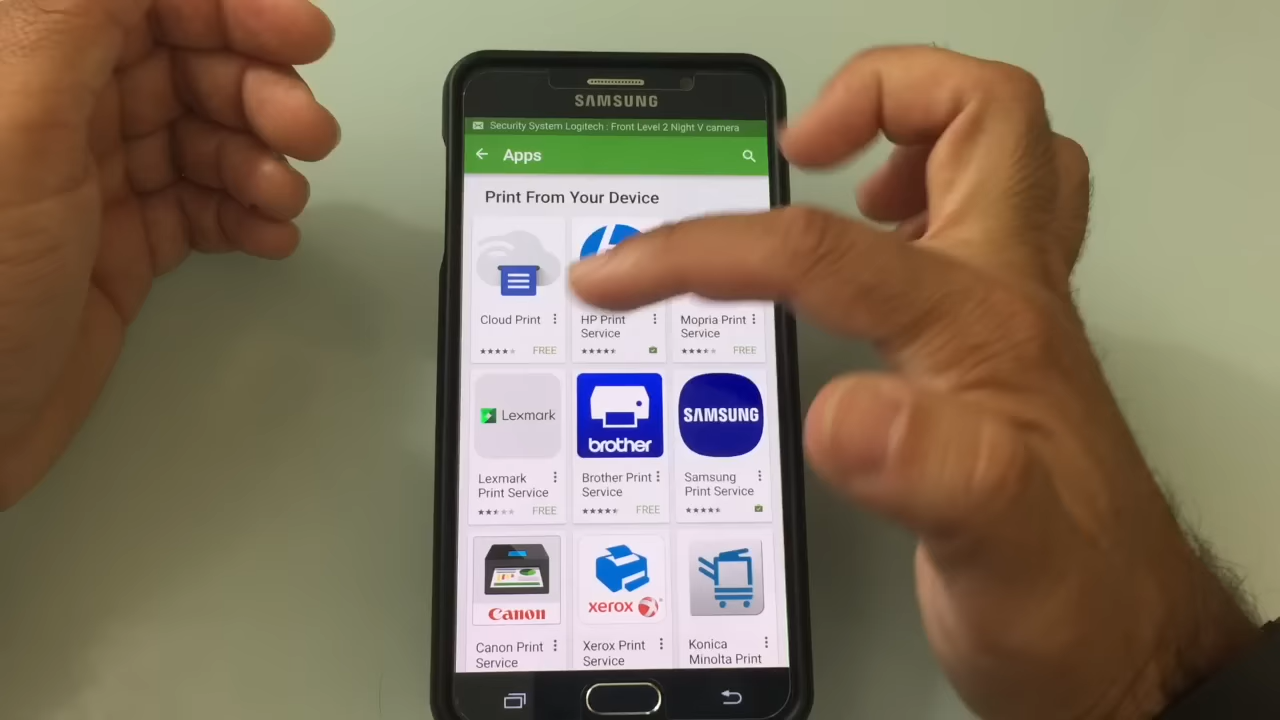 SAMSUNG
Security System Logitech : Front Level 2 Night V camera
Apps
Print From Your Device
Cloud Print
FREE
HP Print
Service
Mopria Print
Service
FREE
Lexmark
Lexmark
Print Service
FREE
brother
Brother Print
Service
FREE
SAMSUNG
Samsung
Print Service
Canon
Canon Print
Service
xerox
Xerox Print
Service
Konica
Minolta Print